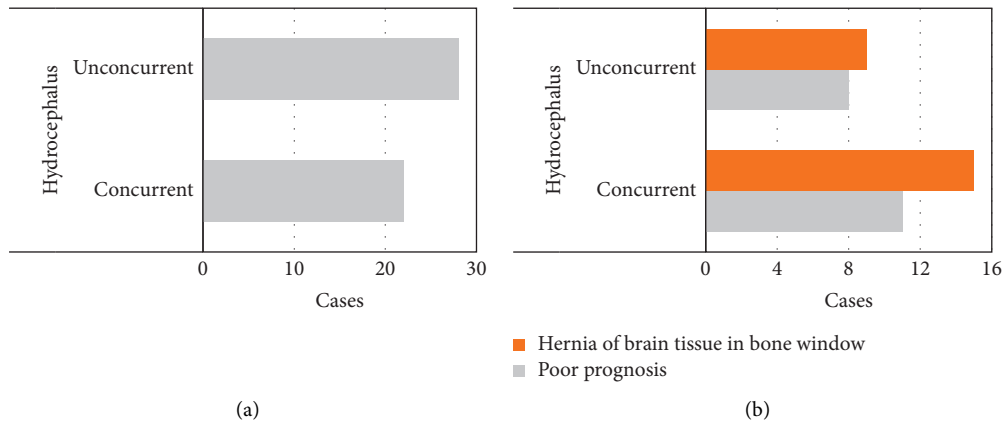 Hydrocephalus
Unconcurrent
Concurrent
0 10 20 30
Cases
(a)
Hydrocephalus
Unconcurrent
Concurrent
0 4 8 12 16
Cases
Hernia of brain tissue in bone window
Poor prognosis
(b)